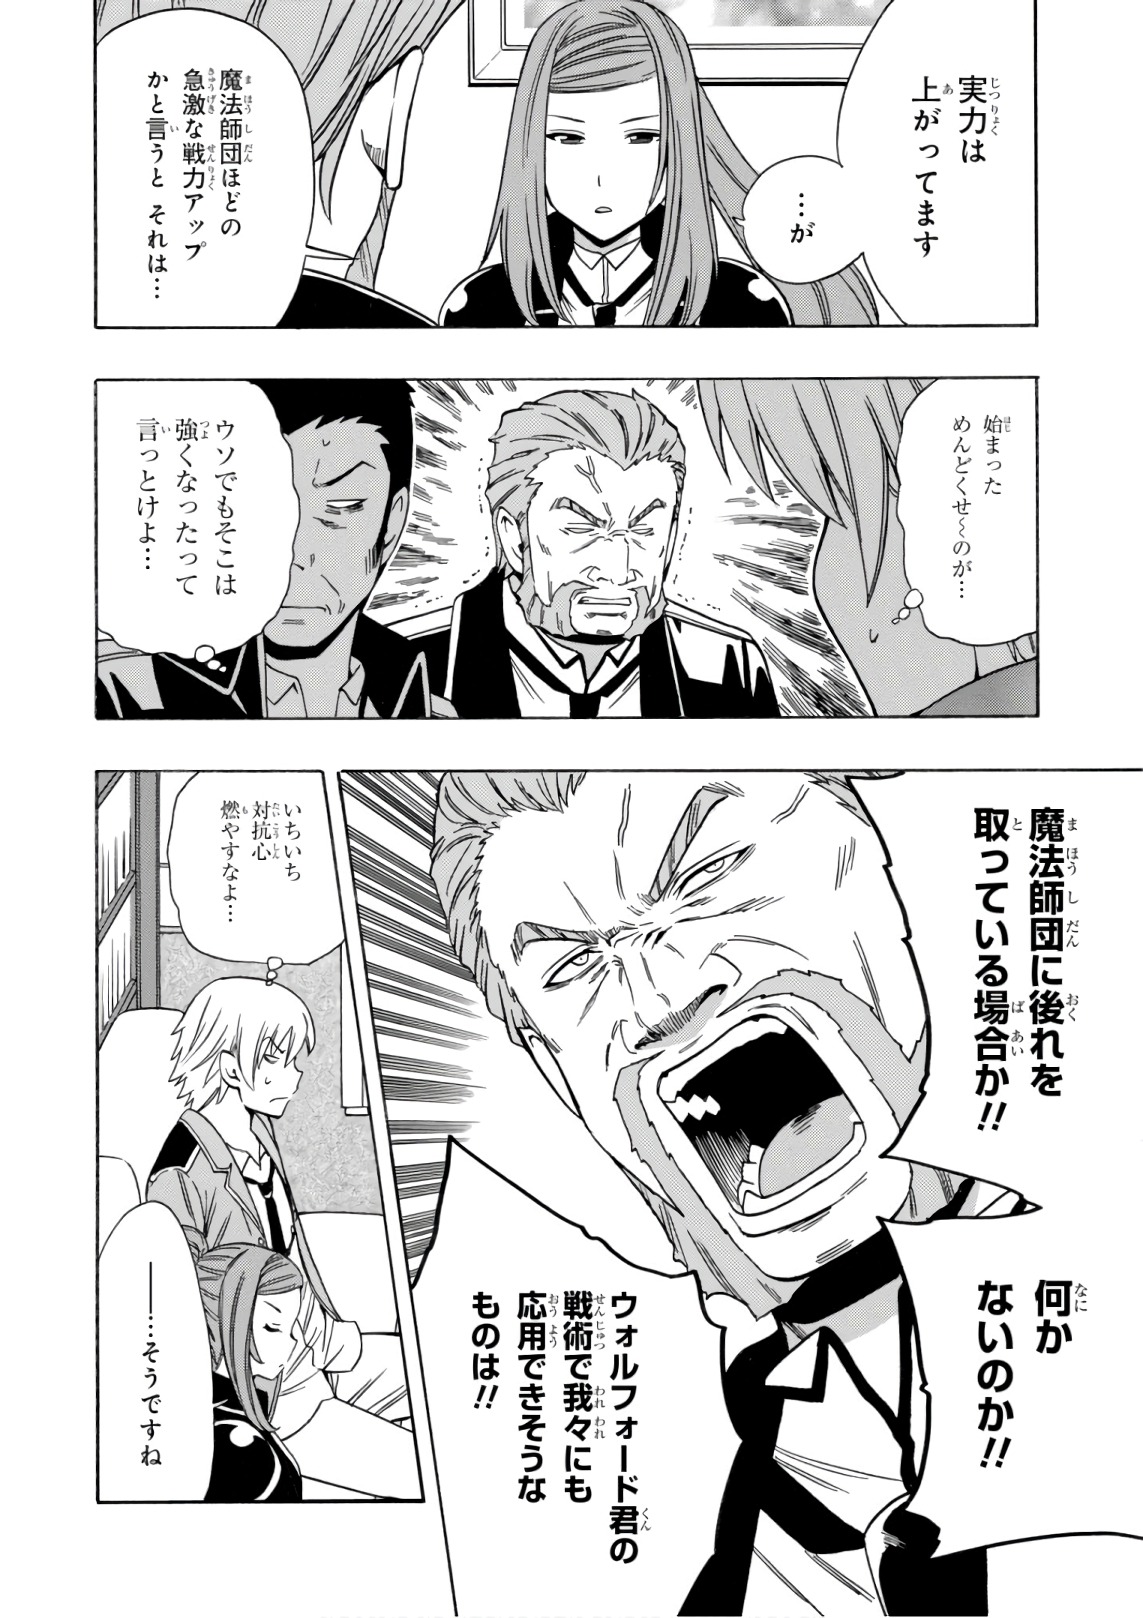 実力は
上がってます
…が
魔法師団ほどの
急激な戦力アップ
かと言うと それは…
始まった
めんどくせ～のが…
ウソでもそこは
強くなったって
言っとけよ…
魔法師団に後れを
取っている場合か!!
何か
ないのか!!
ウォルフォード君の
戦術で我々にも
応用できそうな
ものは!!
いちいち
対抗心
燃やすなよ…
――…そうですね